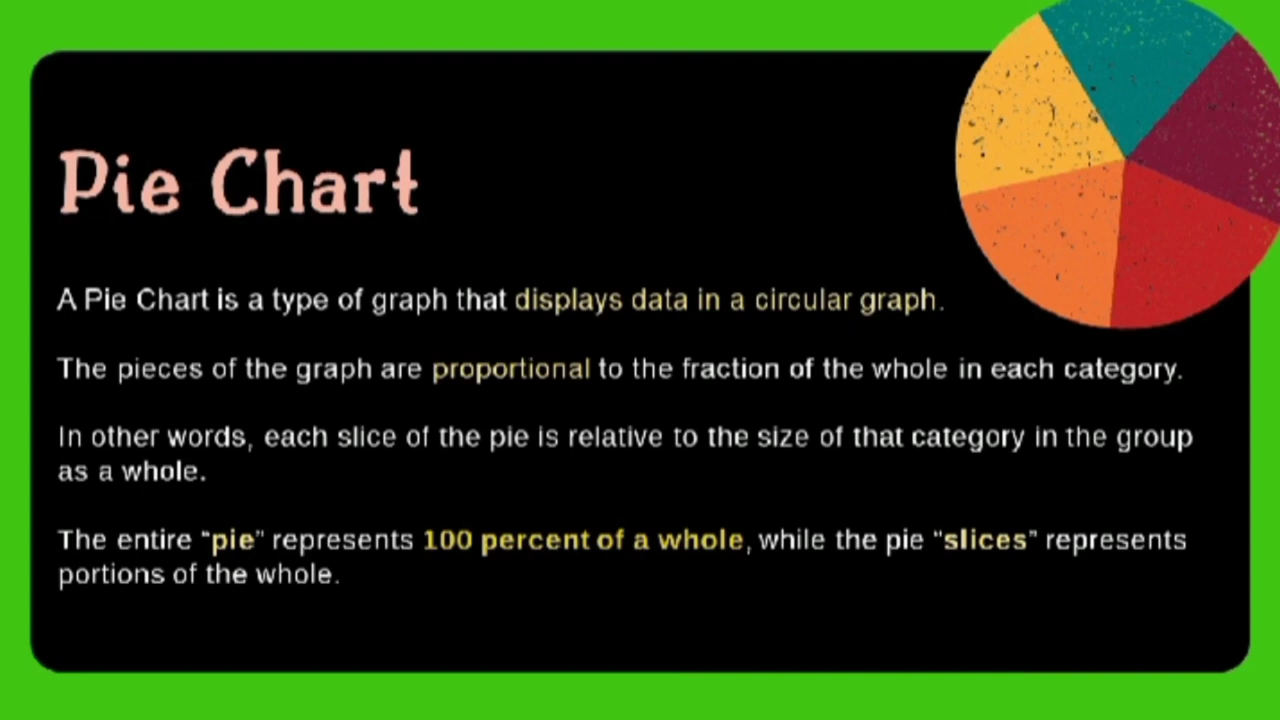 Pie Chart
A Pie Chart is a type of graph that displays data in a circular graph.
The pieces of the graph are proportional to the fraction of the whole in each category.
In other words, each slice of the pie is relative to the size of that category in the group
as a whole.
The entire “pie” represents 100 percent of a whole, while the pie “slices” represents
portions of the whole.